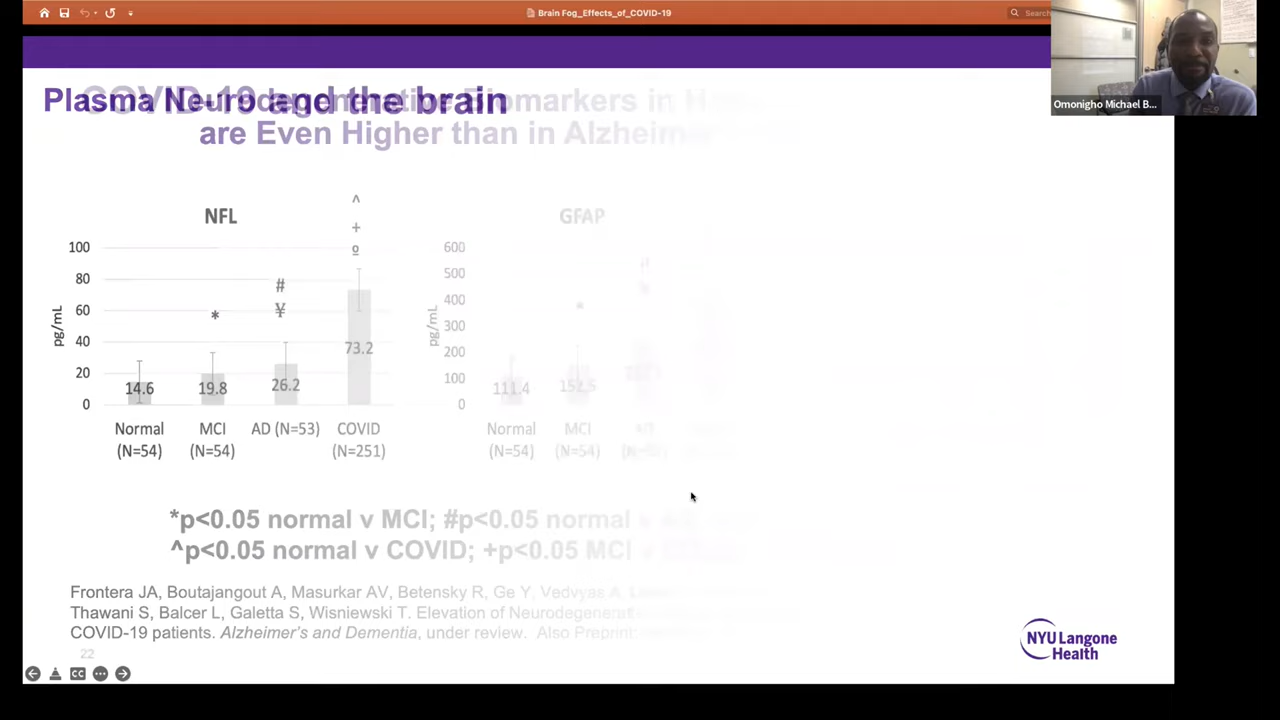 Brain Fog_Effects_of_COVID-19
Search
Omonigho Michael B...
COVID-19 and the brain
Plasma Neurodegenerative Biomarkers in
are Even Higher than in Alzheimer
NFL
^
+
º
100
80
60
40
20
0
pg/mL
*
#
¥
14.6
19.8
26.2
73.2
Normal
(N=54)
MCI
(N=54)
AD (N=53)
COVID
(N=251)
GFAP
600
500
400
300
200
100
0
pg/mL
*
#
111.4
152.5
Normal
(N=54)
MCI
(N=54)
*p<0.05 normal v MCI; #p<0.05 normal v
^p<0.05 normal v COVID; +p<0.05 MCI v
Frontera JA, Boutajangout A, Masurkar AV, Betensky R, Ge Y, Vedvyas A,
Thawani S, Balcer L, Galetta S, Wisniewski T. Elevation of Neurodegenerat
COVID-19 patients. Alzheimer's and Dementia, under review. Also Preprint
22
CC
NYU Langone
Health